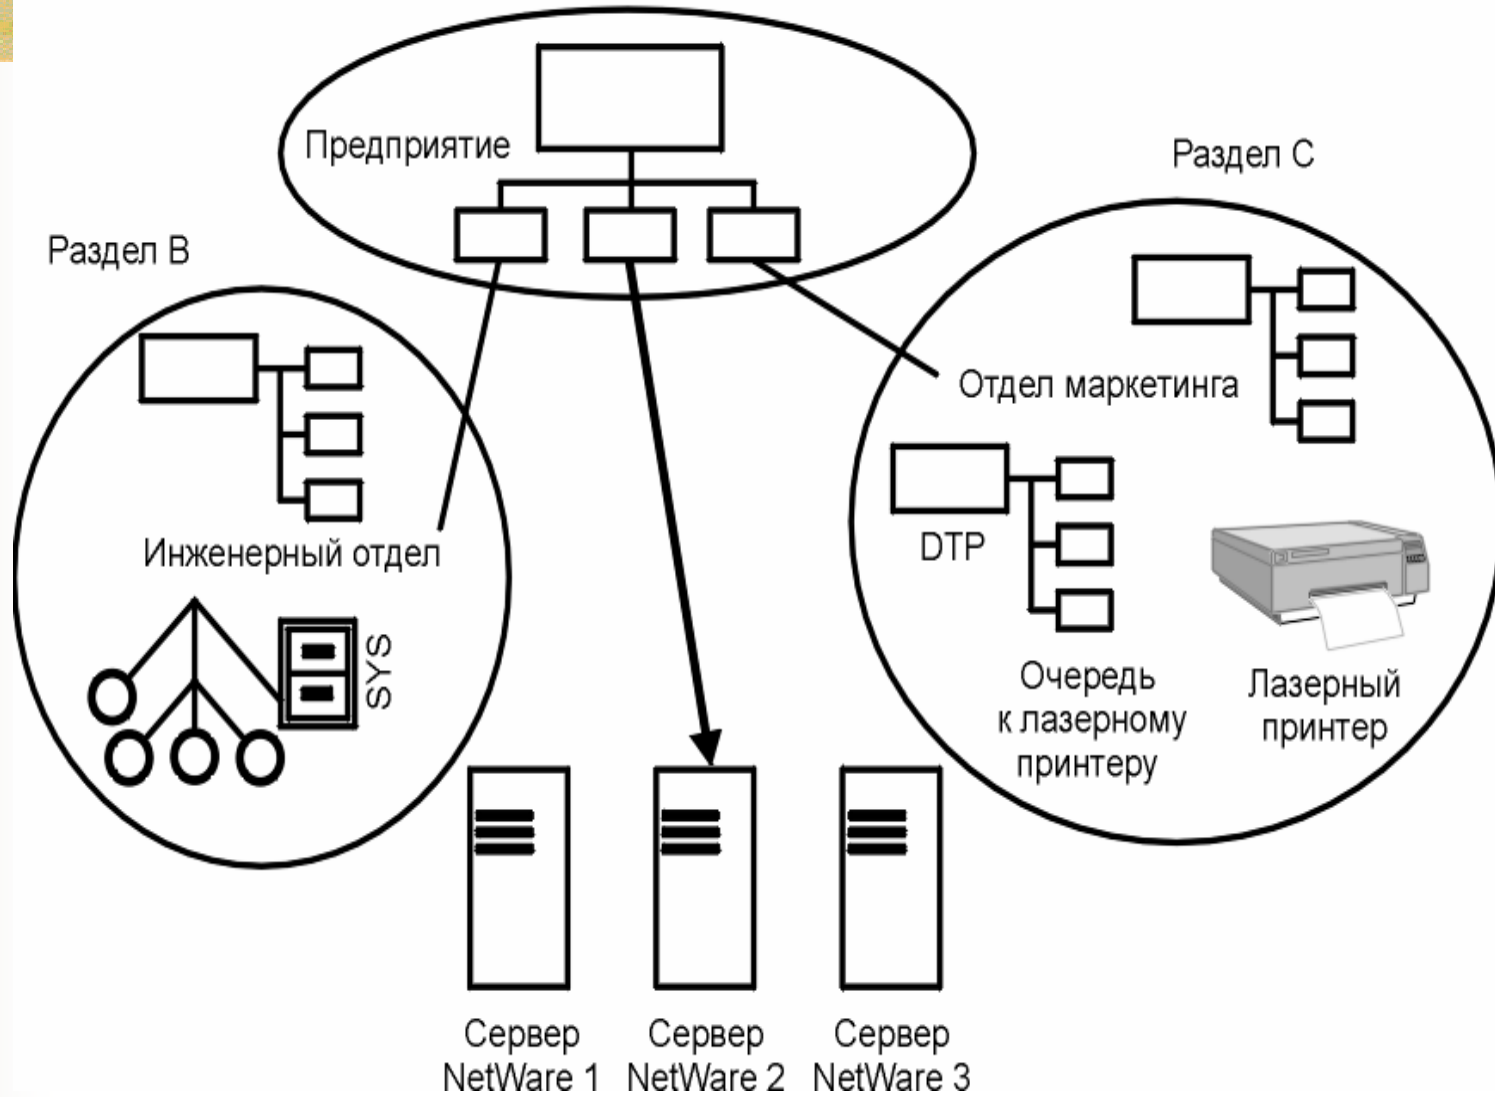 Предприятие
Раздел C
Раздел B
Отдел маркетинга
DTP
Инженерный отдел
SYS
Очередь
к лазерному
принтеру
Лазерный
принтер
Сервер
NetWare 1
Сервер
NetWare 2
Сервер
NetWare 3